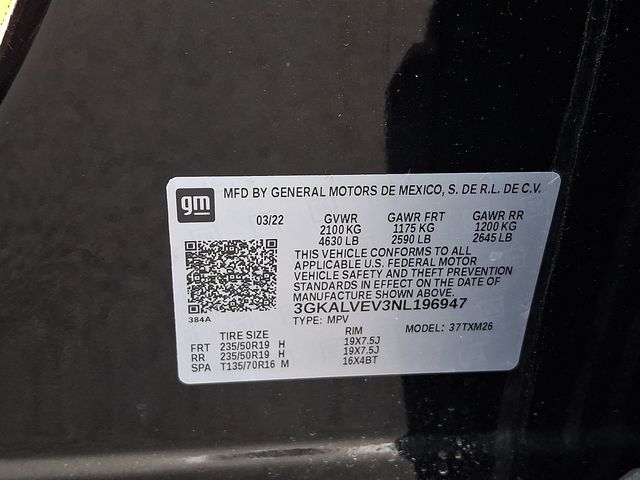 gm MFD BY GENERAL MOTORS DE MEXICO, S. DE R.L. DE C.V.
03/22 GVWR GAWR FRT GAWR RR
2100 KG 1175 KG 1200 KG
4630 LB 2590 LB 2645 LB
THIS VEHICLE CONFORMS TO ALL
APPLICABLE U.S. FEDERAL MOTOR
VEHICLE SAFETY AND THEFT PREVENTION
STANDARDS IN EFFECT ON THE DATE OF
MANUFACTURE SHOWN ABOVE.
3GKALVEV3NL196947
384A
TYPE: MPV MODEL: 37TXM26
TIRE SIZE RIM
FRT 235/50R19 H 19X7.5J
RR 235/50R19 H 19X7.5J
SPA T135/70R16 M 16X4BT